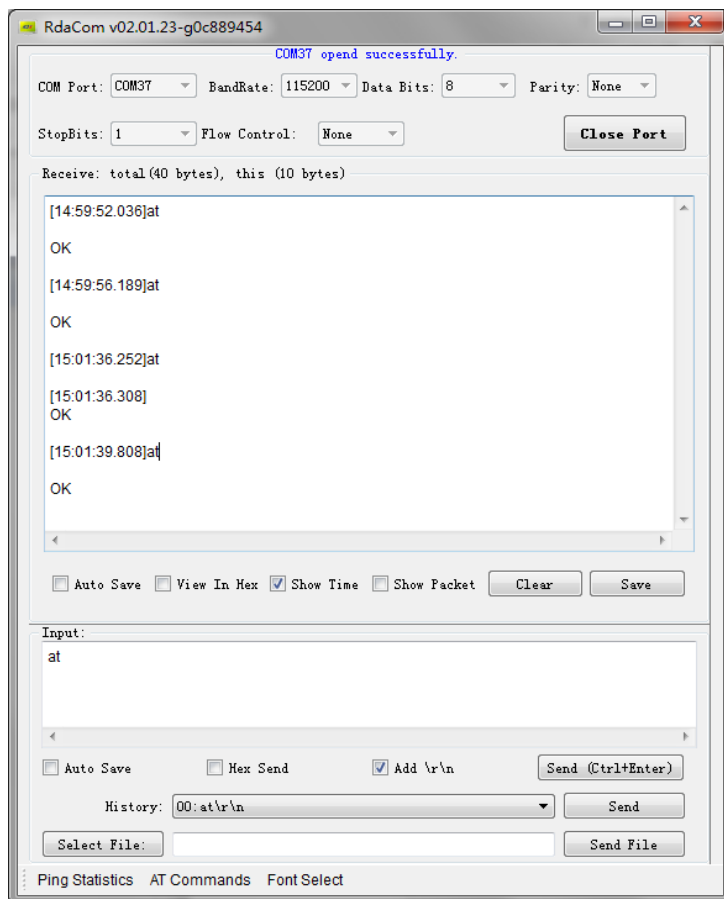 RdaCom v02.01.23-g0c889454
COM37 opend successfully.
COM Port: COM37 BandRate: 115200 Data Bits: 8 Parity: None
StopBits: 1 Flow Control: None Close Port
Receive: total(40 bytes), this (10 bytes)
[14:59:52.036]at
OK
[14:59:56.189]at
OK
[15:01:36.252]at
[15:01:36.308]
OK
[15:01:39.808]at
OK
Auto Save View In Hex Show Time Show Packet Clear Save
Input:
at
Auto Save Hex Send Add \r\n Send (Ctrl+Enter)
History: 00:at\r\n Send
Select File: Send File
Ping Statistics AT Commands Font Select